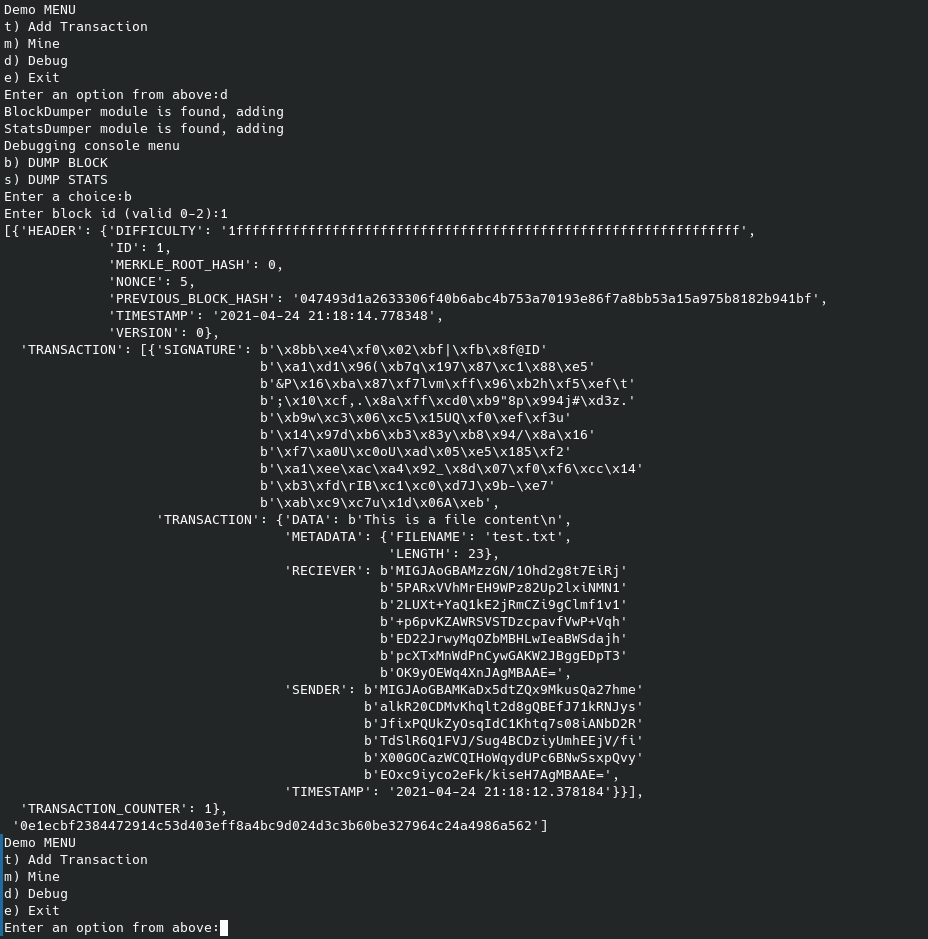 Demo MENU
t) Add Transaction
m) Mine
d) Debug
e) Exit
Enter an option from above:d
BlockDumper module is found, adding
StatsDumper module is found, adding
Debugging console menu
b) DUMP BLOCK
s) DUMP STATS
Enter a choice:b
Enter block id (valid 0-2):1
[{'HEADER': {'DIFFICULTY': '1fffffffffffffffffffffffffffffffffffffffffffffffffffffffffffffff',
'ID': 1,
'MERKLE_ROOT_HASH': 0,
'NONCE': 5,
'PREVIOUS_BLOCK_HASH': '047493d1a2633306f40b6abc4b753a70193e86f7a8bb53a15a975b8182b941bf',
'TIMESTAMP': '2021-04-24 21:18:14.778348',
'VERSION': 0},
'TRANSACTION': [{'SIGNATURE': b'\x8bb\xe4\xf0\x02\xbf|\xfb\x8f@ID'
b'\xa1\xd1\x96(\xb7q\x197\x87\xc1\x88\xe5'
b'&P\x16\xba\x87\xf7lvm\xff\x96\xb2h\xf5\xef\t'
b';\x10\xcf,.\x8a\xff\xcd0\xb9"8p\x994j#\xd3z.'
b'\xb9w\xc3\x06\xc5\x15UQ\xf0\xef\xf3u'
b'\x14\x97d\xb6\xb3\x83y\xb8\x94/\x8a\x16'
b'\xf7\xa0U\xc0oU\xad\x05\xe5\x185\xf2'
b'\xa1\xee\xac\xa4\x92_\x8d\x07\xf0\xf6\xcc\x14'
b'\xb3\xfd\rIB\xc1\xc0\xd7J\x9b-\xe7'
b'\xab\xc9\xc7u\x1d\x06A\xeb',
'TRANSACTION': {'DATA': b'This is a file content\n',
'METADATA': {'FILENAME': 'test.txt',
'LENGTH': 23},
'RECIEVER': b'MIGJAoGBAMzzGN/1Ohd2g8t7EiRj'
b'5PARxVVhMrEH9WPz82Up2lxiNMN1'
b'2LUXt+YaQ1kE2jRmCZi9gClmf1v1'
b'+p6pvKZAWRSVSTDzcpavfVwP+Vqh'
b'ED22JrwyMqOZbMBHLwIeaBWSdajh'
b'pcXTxMnWdPnCywGAKW2JBggEDpT3'
b'OK9yOEWq4XnJAgMBAAE=',
'SENDER': b'MIGJAoGBAMKaDx5dtZQx9MkusQa27hme'
b'alkR20CDMvKhqlt2d8gQBEfJ71kRNJys'
b'JfixPQUkZyOsqIdC1Khtq7s08iANbD2R'
b'TdSlR6Q1FVJ/Sug4BCDziyUmhEEjV/fi'
b'X00GOCazWCQIHoWqydUPc6BNwSsxpQvy'
b'EOxc9iyco2eFk/kiseH7AgMBAAE=',
'TIMESTAMP': '2021-04-24 21:18:12.378184'}}],
'TRANSACTION_COUNTER': 1},
'0e1ecbf2384472914c53d403eff8a4bc9d024d3c3b60be327964c24a4986a562']
Demo MENU
t) Add Transaction
m) Mine
d) Debug
e) Exit
Enter an option from above: